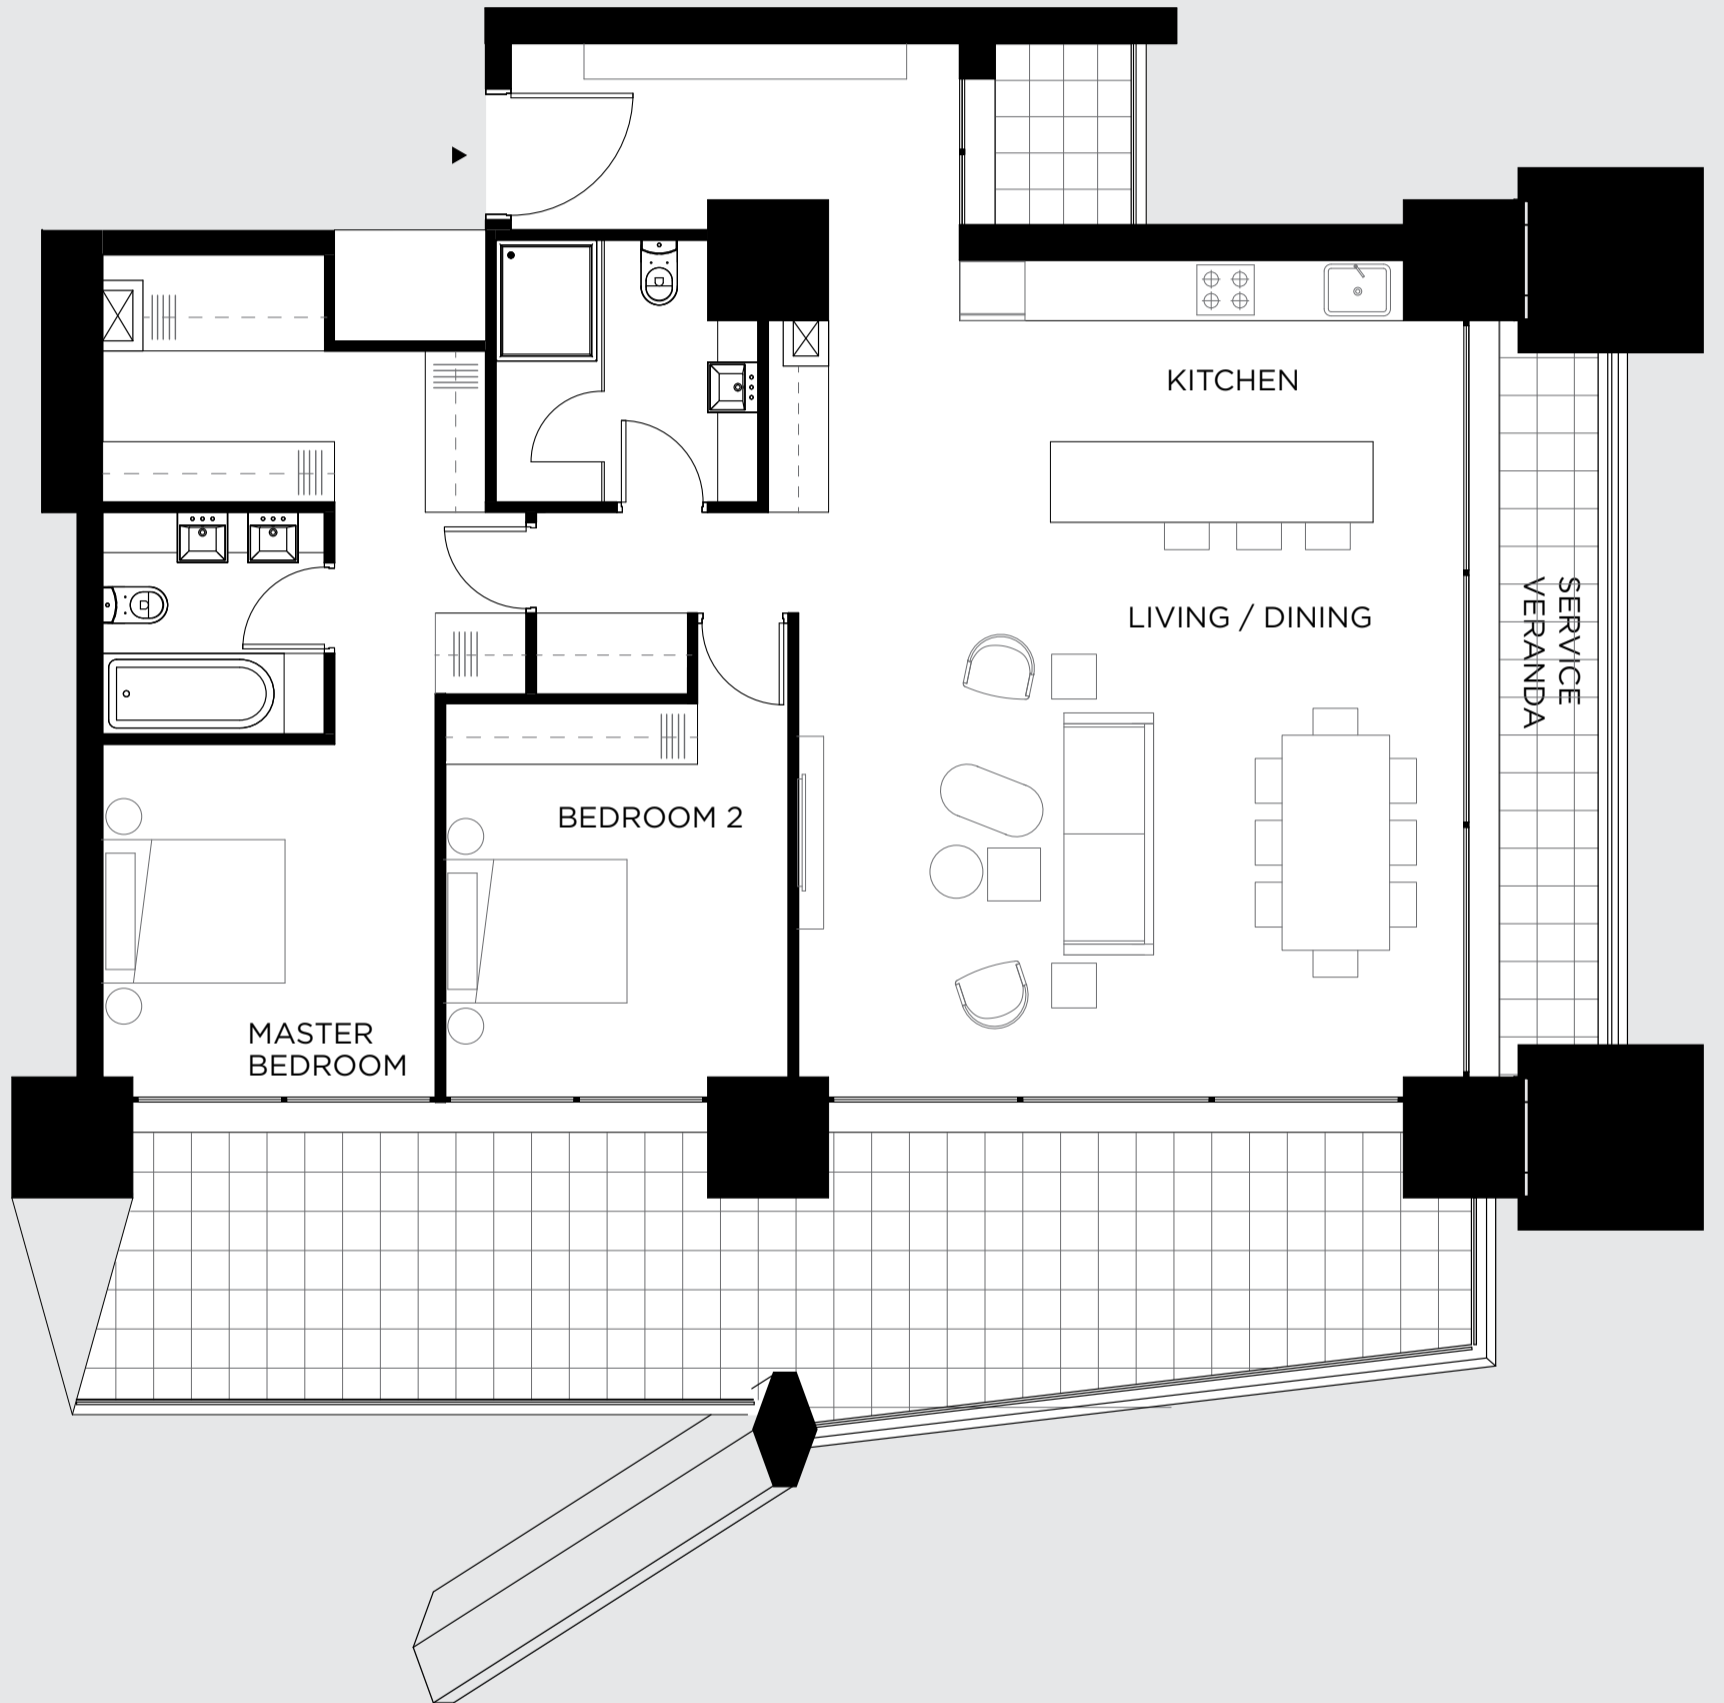 KITCHEN
LIVING / DINING
SERVICE
VERANDA
BEDROOM 2
MASTER
BEDROOM